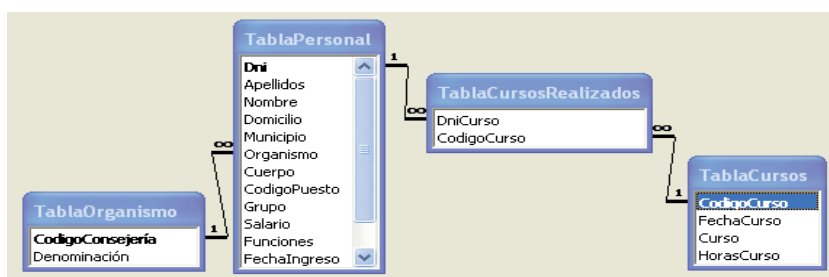 TablaPersonal
Dni
Apellidos
Nombre
Domicilio
Municipio
Organismo
Cuerpo
CodigoPuesto
Grupo
Salario
Funciones
FechaIngreso
1
∞
TablaCursosRealizados
DniCurso
CodigoCurso
∞
1
TablaCursos
CodigoCurso
FechaCurso
Curso
HorasCurso
∞
1
TablaOrganismo
CodigoConsejería
Denominación